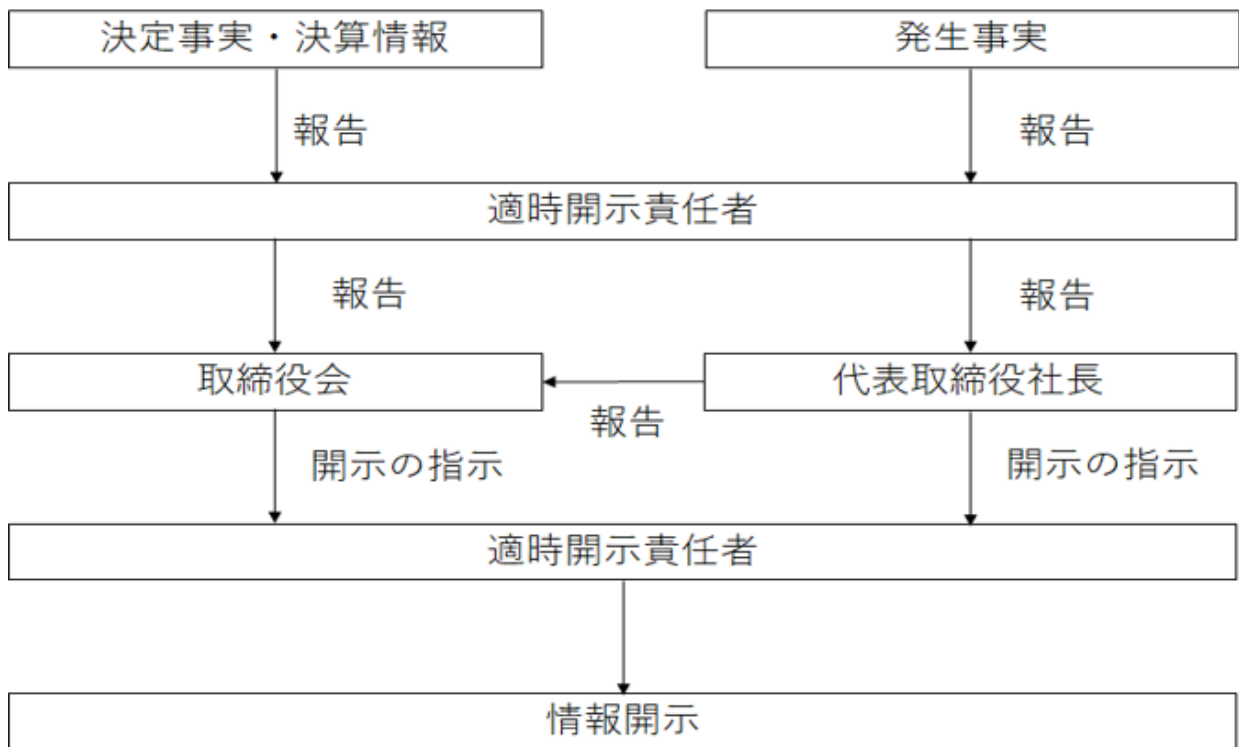 決定事実・決算情報
発生事実
報告
報告
適時開示責任者
報告
報告
取締役会
代表取締役社長
報告
開示の指示
開示の指示
適時開示責任者
情報開示